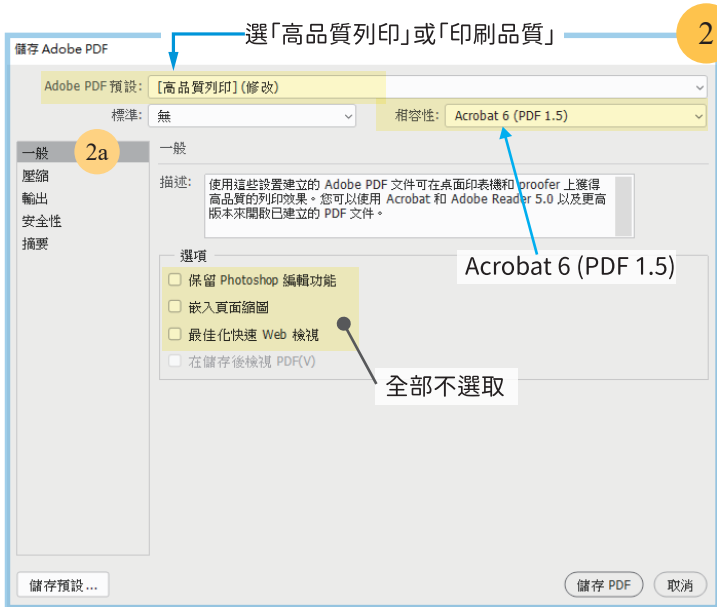 選「高品質列印」或「印刷品質」
2
儲存 Adobe PDF
Adobe PDF 預設: [高品質列印] (修改)
標準: 無 相容性: Acrobat 6 (PDF 1.5)
一般 2a
壓縮
輸出
安全性
摘要
一般
描述: 使用這些設置建立的 Adobe PDF 文件可在桌面印表機和 proofer 上獲得
高品質的列印效果。您可以使用 Acrobat 和 Adobe Reader 5.0 以及更高
版本來開啟已建立的 PDF 文件。
Acrobat 6 (PDF 1.5)
選項
保留 Photoshop 編輯功能
嵌入頁面縮圖
最佳化快速 Web 檢視
在儲存後檢視 PDF(V)
全部不選取
儲存預設... 儲存 PDF 取消